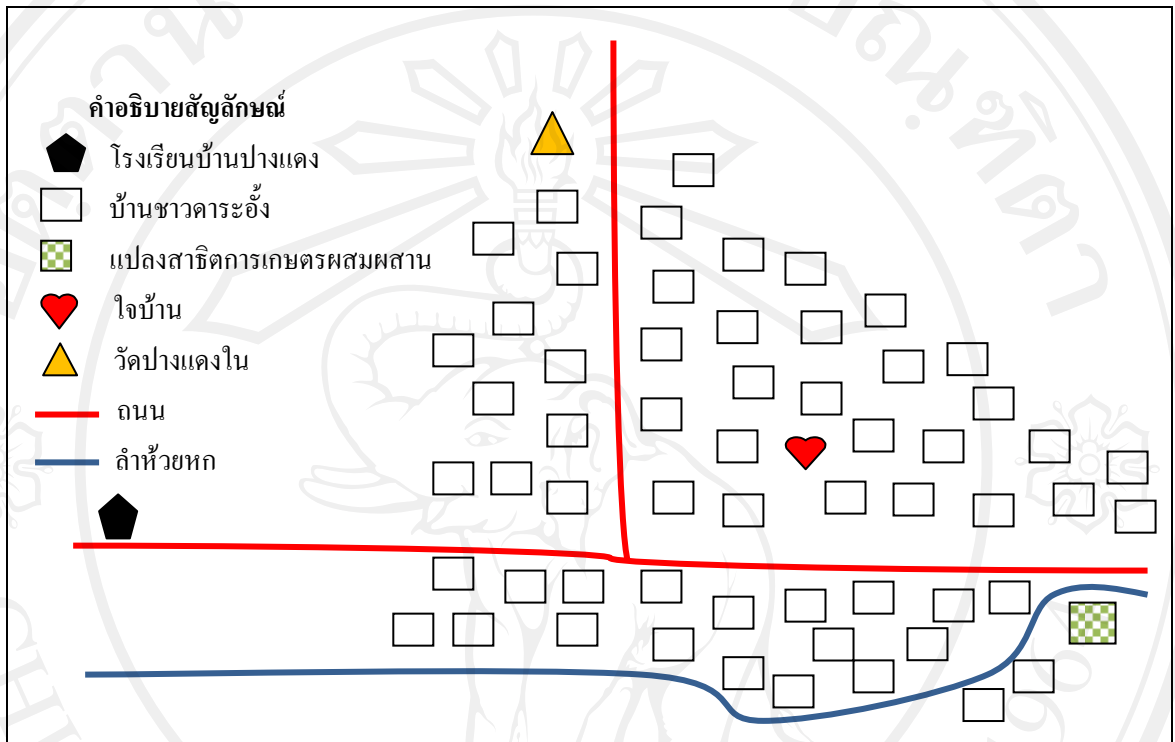 คำอธิบายสัญลักษณ์
โรงเรียนบ้านปางแดง
บ้านชาวดาระอั้ง
แปลงสาธิตการเกษตรผสมผสาน
ใจบ้าน
วัดปางแดงใน
ถนน
ลำห้วยหก